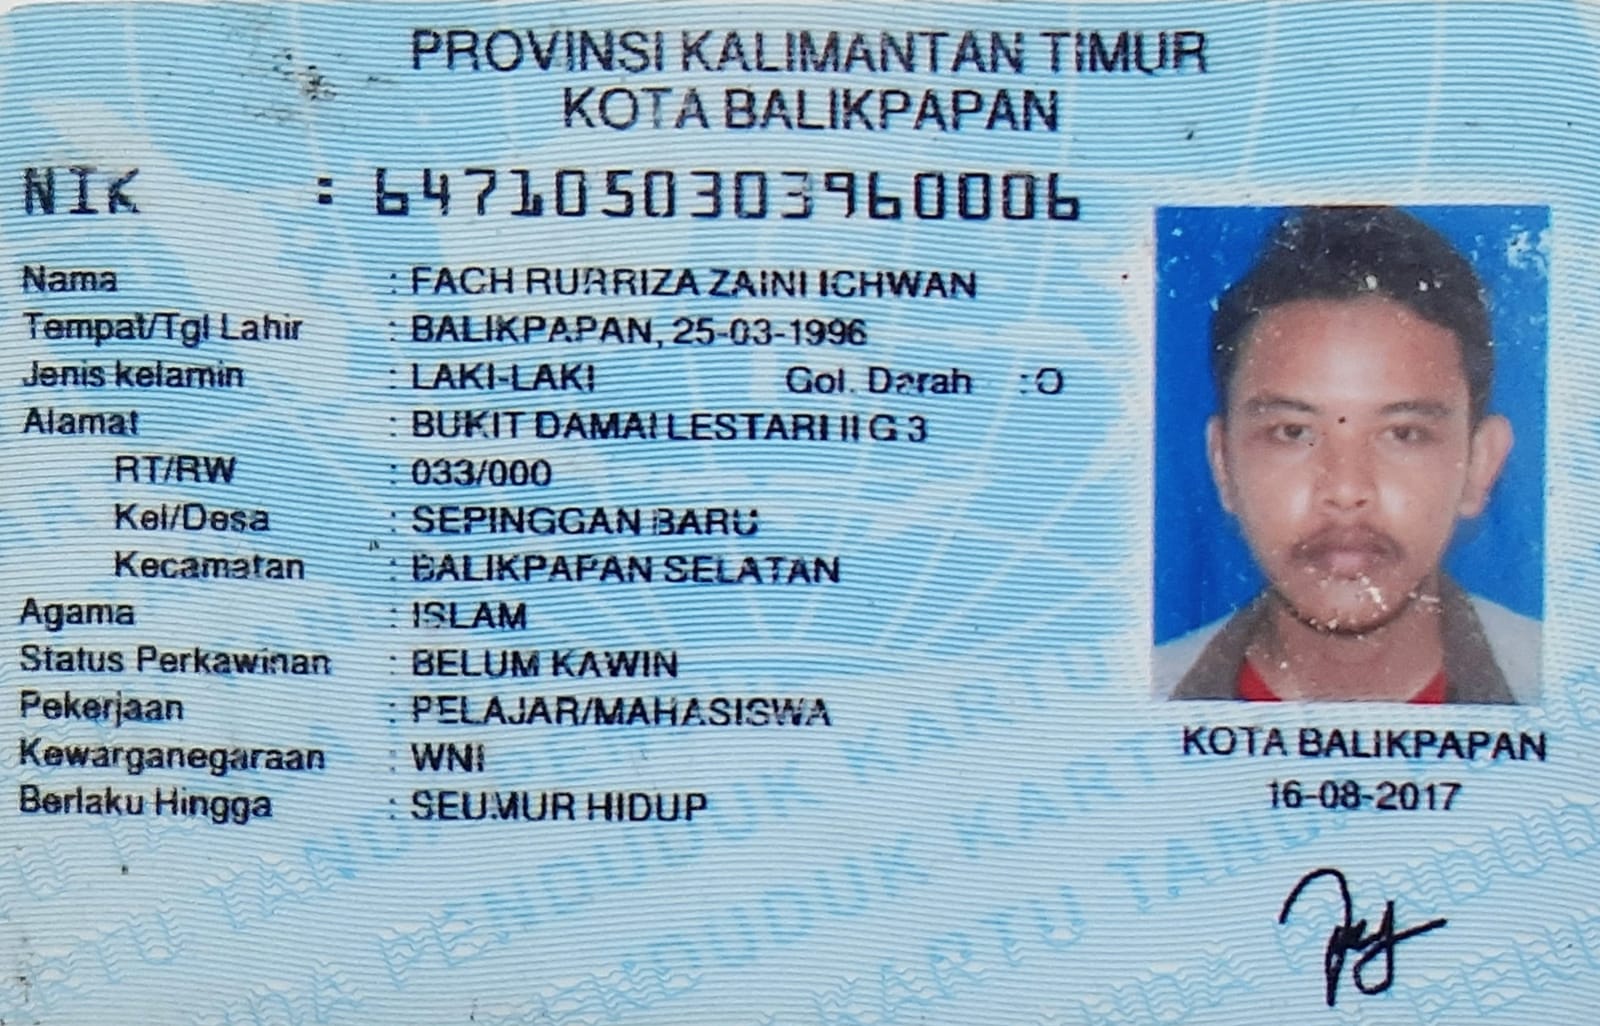 PROVINSI KALIMANTAN TIMUR
KOTA BALIKPAPAN
NIK : 6471050303960006
Nama : FACH RURRIZA ZAINI ICHWAN
Tempat/Tgl Lahir : BALIKPAPAN, 25-03-1996
Jenis kelamin : LAKI-LAKI Gol. Darah : O
Alamat : BUKIT DAMAI LESTARI II G 3
RT/RW : 033/000
Kel/Desa : SEPINGGAN BARU
Kecamatan : BALIKPAPAN SELATAN
Agama : ISLAM
Status Perkawinan : BELUM KAWIN
Pekerjaan : PELAJAR/MAHASISWA
Kewarganegaraan : WNI
Berlaku Hingga : SEUMUR HIDUP
KOTA BALIKPAPAN
16-08-2017